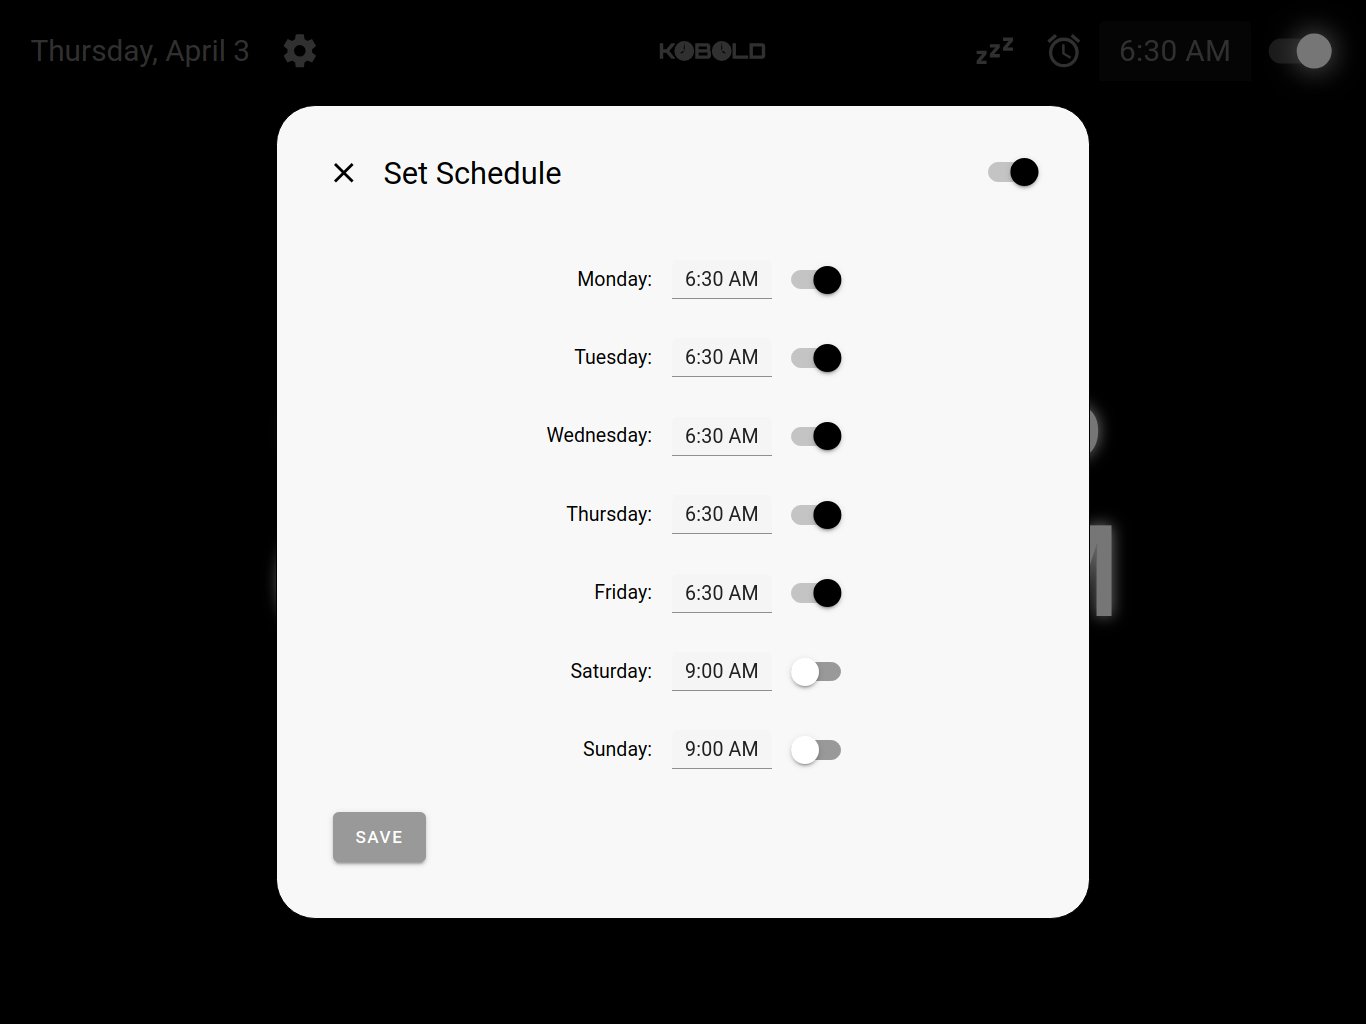 Thursday, April 3
KOBOLD
zzz
6:30 AM
Set Schedule
Monday: 6:30 AM
Tuesday: 6:30 AM
Wednesday: 6:30 AM
Thursday: 6:30 AM
Friday: 6:30 AM
Saturday: 9:00 AM
Sunday: 9:00 AM
SAVE